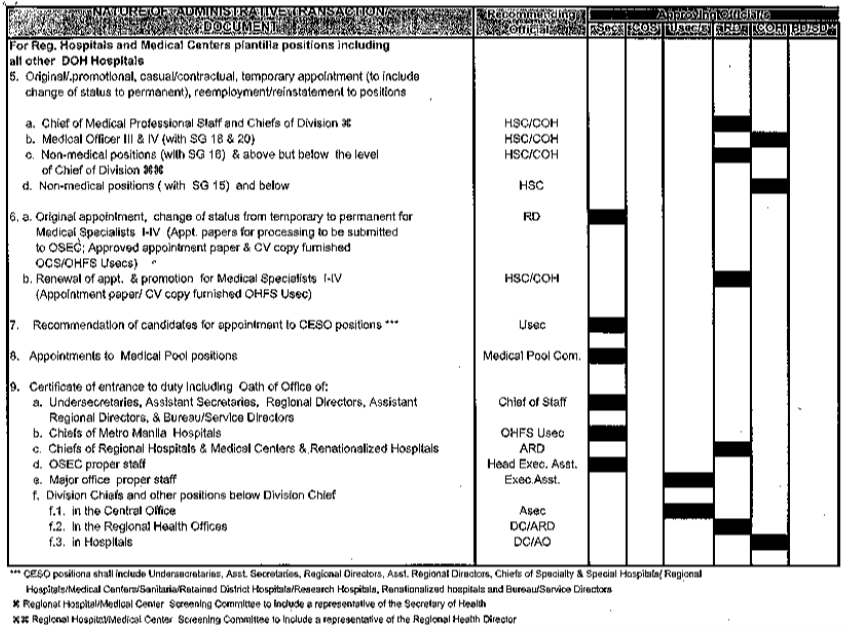 NATURE OF ADMINISTRATIVE TRANSACTION/ Recommending Approving Officials
DOCUMENT Official Sec COS Usec/s ARD COH BD/SD
For Reg. Hospitals and Medical Centers plantilla positions including
all other DOH Hospitals
5. Original/.promotional, casual/contractual, temporary appointment (to include
change of status to permanent), reemployment/reinstatement to positions
a. Chief of Medical Professional Staff and Chiefs of Division ⌘ HSC/COH
b. Medical Officer III & IV (with SG 18 & 20) HSC/COH
c. Non-medical positions (with SG 16) & above but below the level HSC/COH
of Chief of Division ⌘⌘
d. Non-medical positions ( with SG 15) and below HSC
6. a. Original appointment, change of status from temporary to permanent for RD
Medical Specialists I-IV (Appt. papers for processing to be submitted
to OSEC; Approved appointment paper & CV copy furnished
OCS/OHFS Usecs)
b. Renewal of appt. & promotion for Medical Specialists I-IV HSC/COH
(Appointment paper/ CV copy furnished OHFS Usec)
7. Recommendation of candidates for appointment to CESO positions *** Usec
8. Appointments to Medical Pool positions Medical Pool Com.
9. Certificate of entrance to duty Including Oath of Office of:
a. Undersecretaries, Assistant Secretaries, Regional Directors, Assistant Chief of Staff
Regional Directors, & Bureau/Service Directors
b. Chiefs of Metro Manila Hospitals OHFS Usec
c. Chiefs of Regional Hospitals & Medical Centers & Renationalized Hospitals ARD
d. OSEC proper staff Head Exec. Asst.
e. Major office proper staff Exec.Asst.
f. Division Chiefs and other positions below Division Chief
f.1. in the Central Office Asec
f.2. in the Regional Health Offices DC/ARD
f.3. in Hospitals DC/AO
*** CESO positions shall include Undersecretaries, Asst. Secretaries, Regional Directors, Asst. Regional Directors, Chiefs of Specialty & Special Hospitals( Regional
Hospitals/Medical Centers/Sanitaria/Retained District Hospitals/Research Hospitals, Renationalized hospitals and Bureau/Service Directors
⌘ Regional Hospital/Medical Center Screening Committee to Include a representative of the Secretary of Health
⌘⌘ Regional Hospital/Medical Center Screening Committee to Include a representative of the Regional Health Director